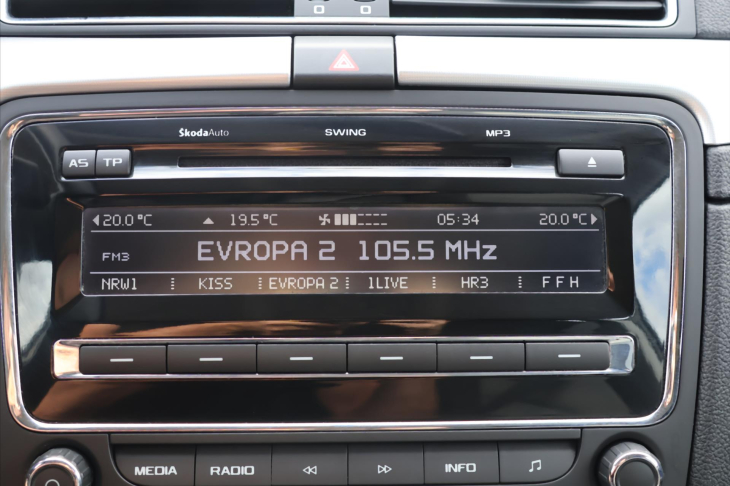 ŠkodaAuto SWING MP3
AS TP
20.0°C 19.5°C 05:34 20.0°C
FM3 EVROPA 2 105.5 MHz
NRW1 KISS EVROPA 2 1LIVE HR3 FFH
MEDIA RADIO INFO